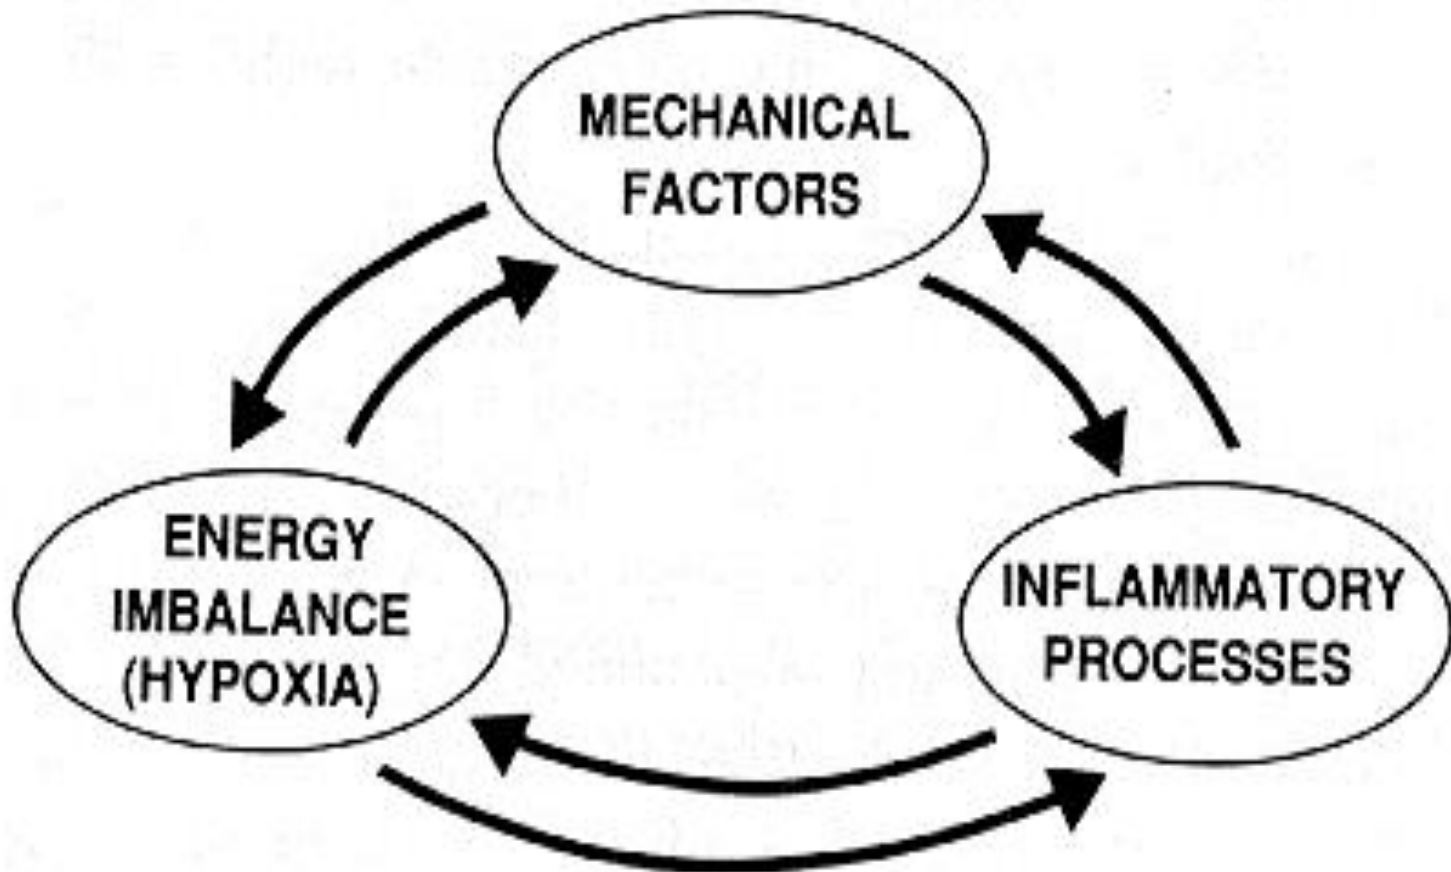 MECHANICAL
FACTORS
ENERGY
IMBALANCE
(HYPOXIA)
INFLAMMATORY
PROCESSES